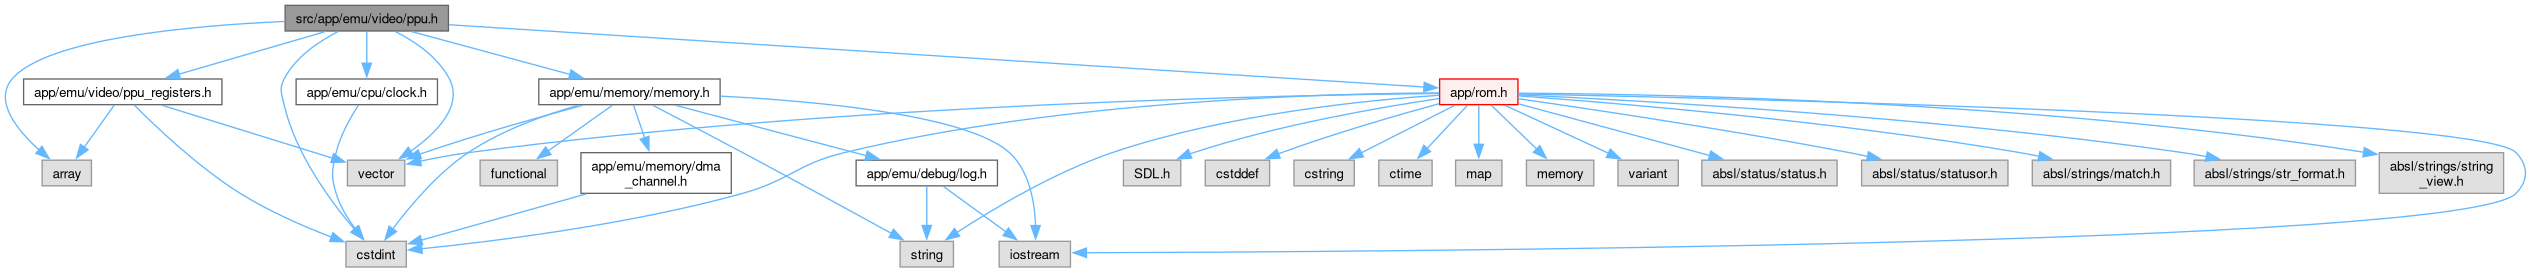 src/app/emu/video/ppu.h
app/emu/video/ppu_registers.h
app/emu/cpu/clock.h
app/emu/memory/memory.h
app/rom.h
array
vector
functional
app/emu/memory/dma
_channel.h
app/emu/debug/log.h
SDL.h
cstddef
cstring
ctime
map
memory
variant
absl/status/status.h
absl/status/statusor.h
absl/strings/match.h
absl/strings/str_format.h
absl/strings/string
_view.h
cstdint
string
iostream